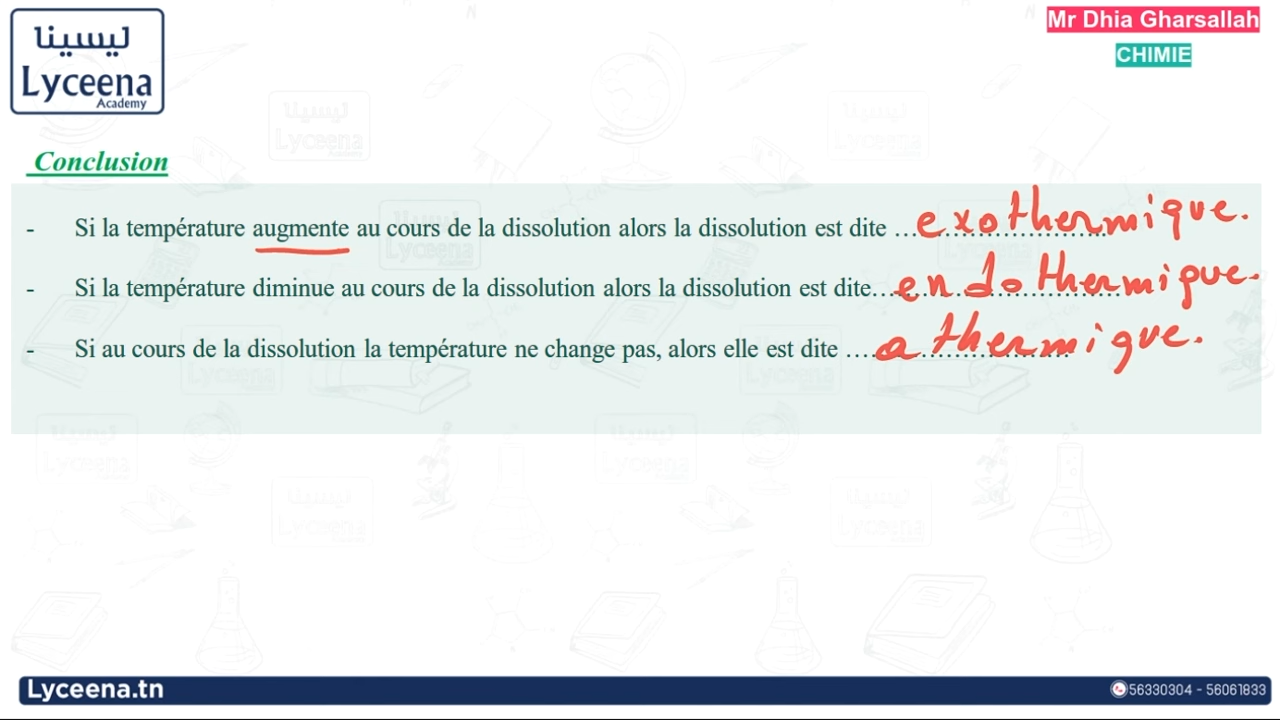 ليسينا
Lyceena
Academy
Mr Dhia Gharsallah
CHIMIE
Conclusion
- Si la température augmente au cours de la dissolution alors la dissolution est dite ... exothermique.
- Si la température diminue au cours de la dissolution alors la dissolution est dite... endothermique.
- Si au cours de la dissolution la température ne change pas, alors elle est dite ... athermique.
Lyceena.tn
56330304 - 56061833